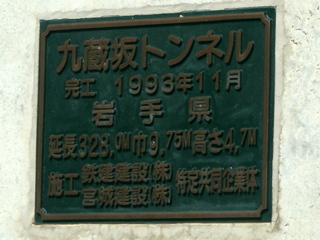 九蔵坂トンネル
完工 1993年11月
岩手県
延長328.0M巾9.75M高さ4.7M
施工 鉄建建設(株) 特定共同企業体
宮城建設(株)